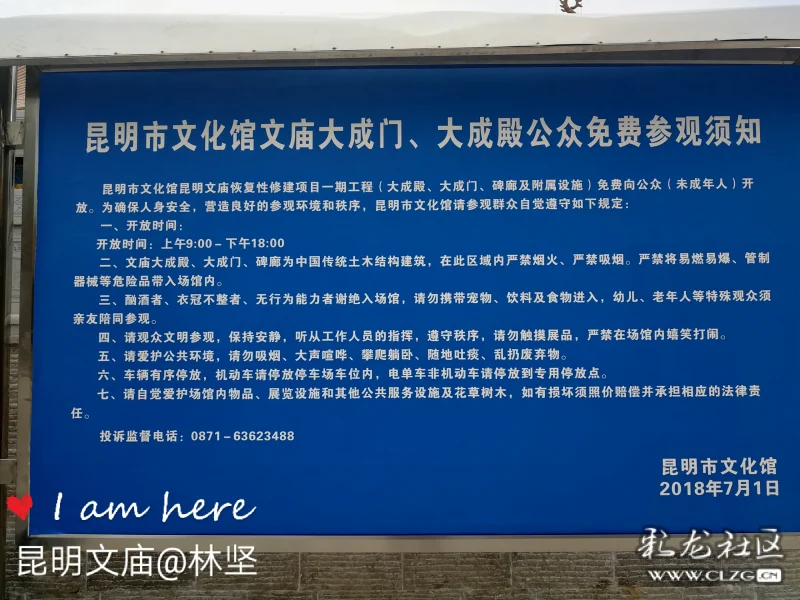 昆明市文化馆文庙大成门、大成殿公众免费参观须知
昆明市文化馆昆明文庙恢复性修建项目一期工程（大成殿、大成门、碑廊及附属设施）免费向公众（未成年人）开
放。为确保人身安全，营造良好的参观环境和秩序，昆明市文化馆请参观群众自觉遵守如下规定：
一、开放时间：
开放时间：上午9:00－下午18:00
二、文庙大成殿、大成门、碑廊为中国传统土木结构建筑，在此区域内严禁烟火、严禁吸烟。严禁将易燃易爆、管制
器械等危险品带入场馆内。
三、酗酒者、衣冠不整者、无行为能力者谢绝入场馆，请勿携带宠物、饮料及食物进入，幼儿、老年人等特殊观众须
亲友陪同参观。
四、请观众文明参观，保持安静，听从工作人员的指挥，遵守秩序，请勿触摸展品，严禁在场馆内嬉笑打闹。
五、请爱护公共环境，请勿吸烟、大声喧哗、攀爬躺卧、随地吐痰、乱扔废弃物。
六、车辆有序停放，机动车请停放停车场车位内，电单车非机动车请停放到专用停放点。
七、请自觉爱护场馆内物品、展览设施和其他公共服务设施及花草树木，如有损坏须照价赔偿并承担相应的法律责
任。
投诉监督电话：0871－63623488
昆明市文化馆
2018年7月1日
I am here
昆明文庙@林坚
彩龙社区
WWW.CLZG.CN